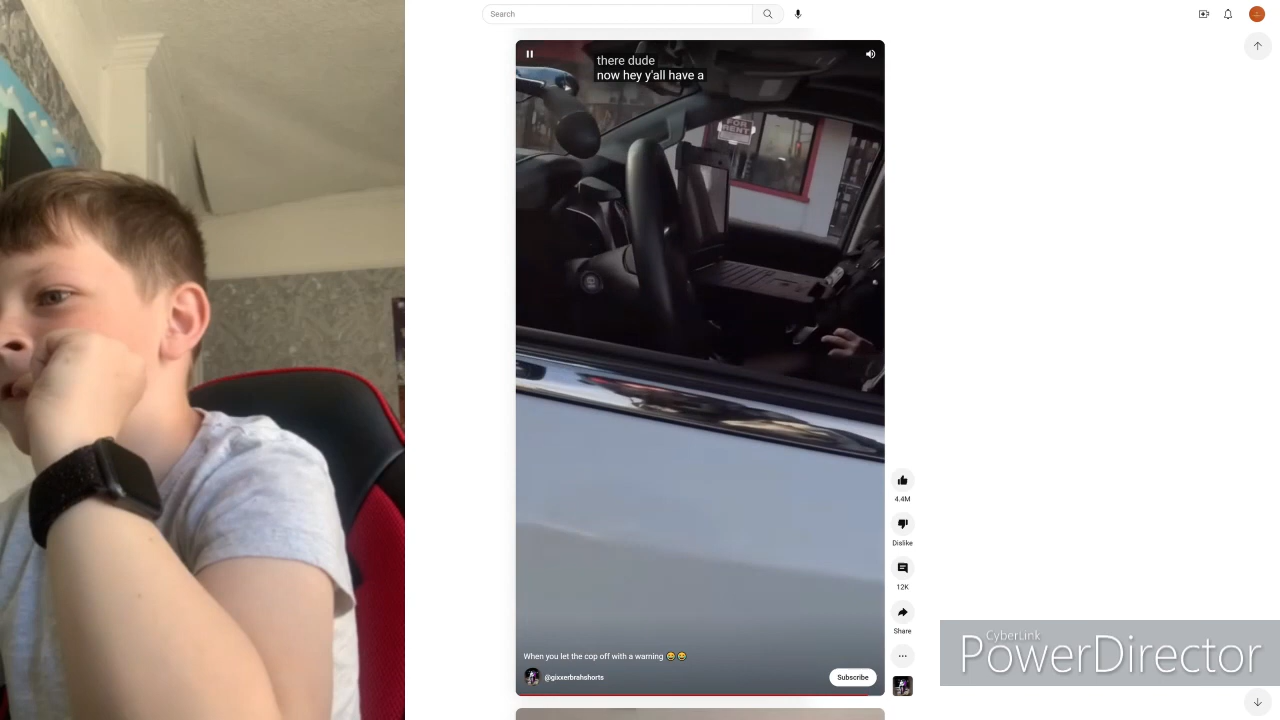 Search
there dude
now hey y'all have a
FOR
RENT
4.4M
Dislike
12K
Share
When you let the cop off with a warning 😂😂
@gixxerbrahshorts
Subscribe
CyberLink
PowerDirector